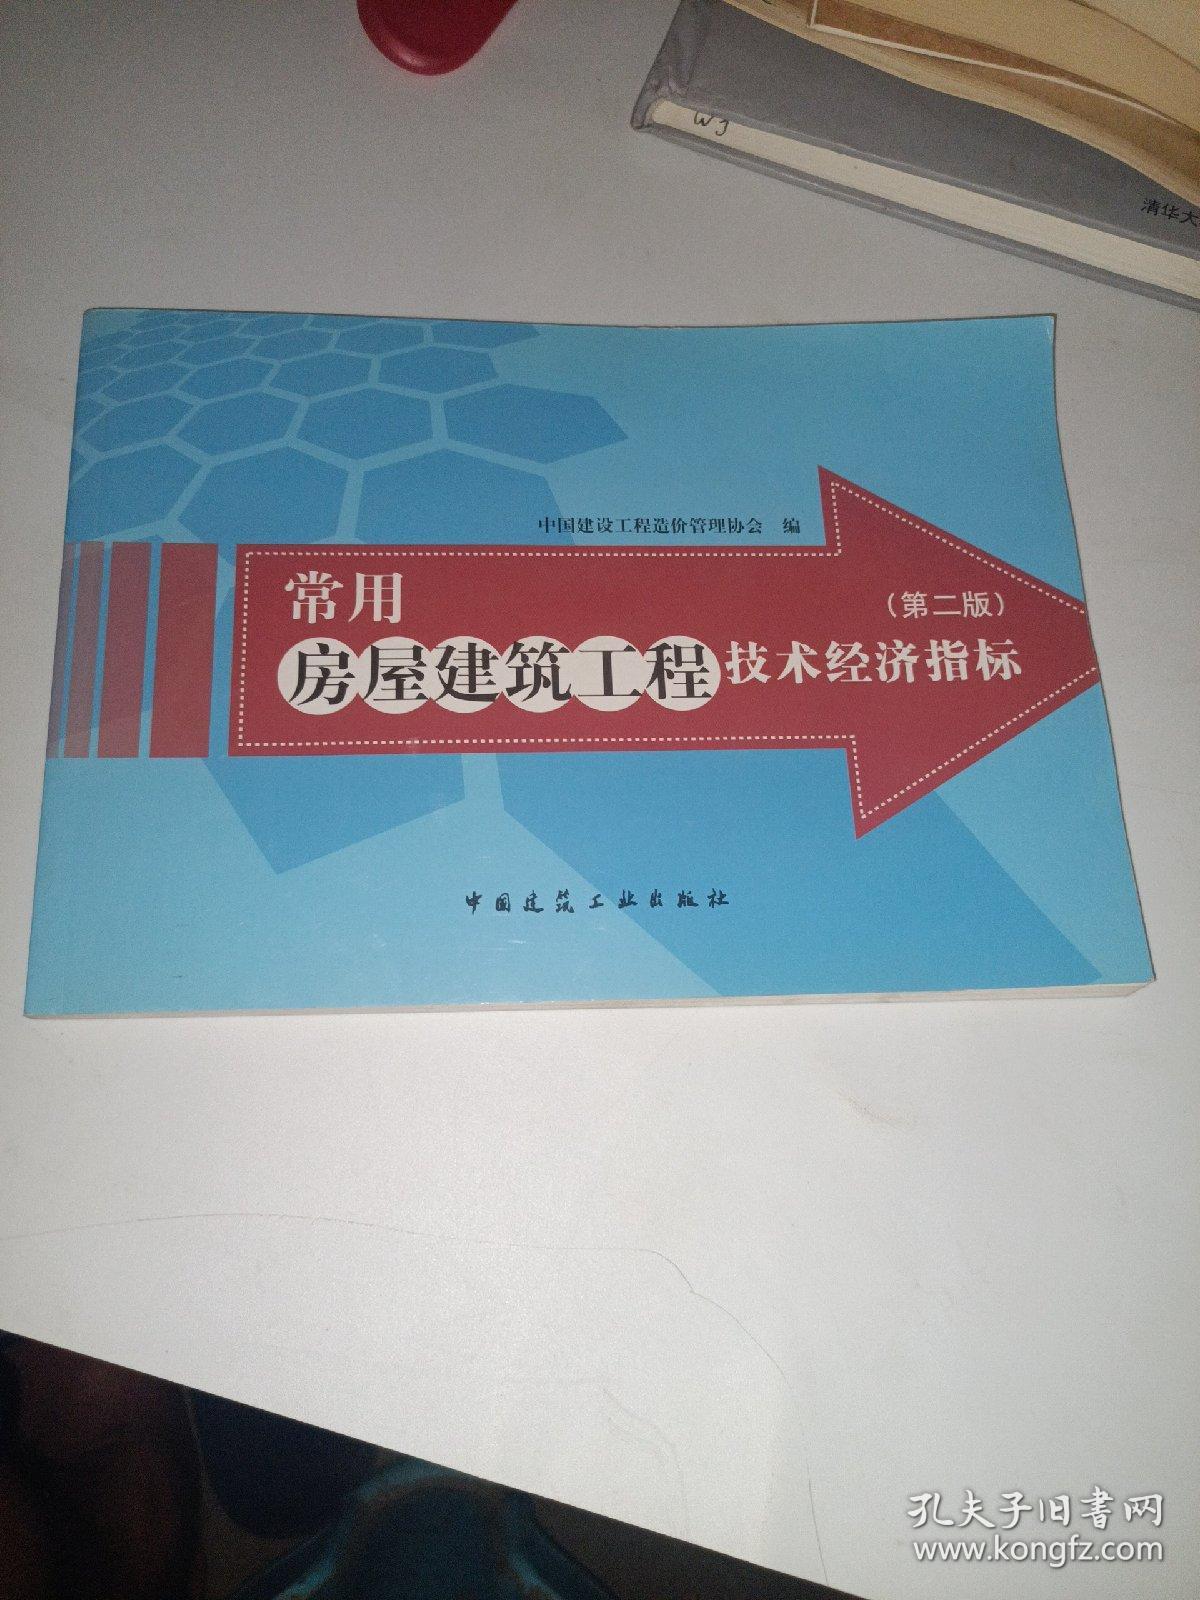 WJ
清华大
中国建设工程造价管理协会 编
常用
（第二版）
房屋建筑工程技术经济指标
中国建筑工业出版社
孔夫子旧书网
www.kongfz.com